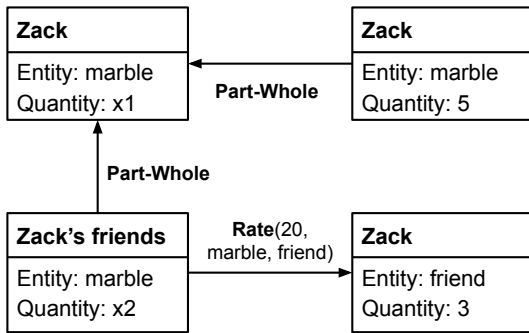 Zack
Entity: marble
Quantity: x1
Part-Whole
Zack
Entity: marble
Quantity: 5
Part-Whole
Zack's friends
Entity: marble
Quantity: x2
Rate(20,
marble, friend)
Zack
Entity: friend
Quantity: 3